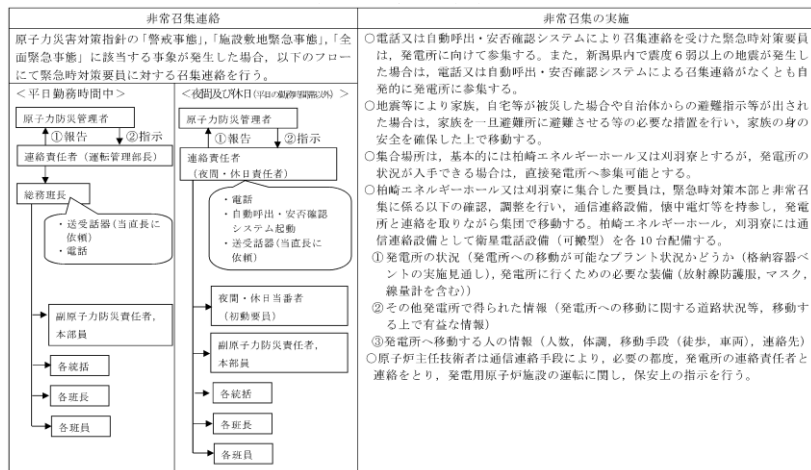 非常召集連絡
原子力災害対策指針の「警戒事態」，「施設敷地緊急事態」，「全
面緊急事態」に該当する事象が発生した場合，以下のフロー
にて緊急時対策要員に対する召集連絡を行う。
＜平日勤務時間中＞
原子力防災管理者
①報告
②指示
連絡責任者（運転管理部長）
総務班長
・送受話器（当直長に
依頼）
・電話
副原子力防災責任者，
本部員
各統括
各班長
各班員
＜夜間及び休日（平日の勤務時間帯以外）＞
原子力防災管理者
①報告
②指示
連絡責任者
（夜間・休日責任者）
・電話
・自動呼出・安否確認
システム起動
・送受話器（当直長に
依頼）
夜間・休日当番者
（初動要員）
副原子力防災責任者，
本部員
各統括
各班長
各班員
非常召集の実施
○電話又は自動呼出・安否確認システムにより召集連絡を受けた緊急時対策要員
は，発電所に向けて参集する。また，新潟県内で震度６弱以上の地震が発生し
た場合は，電話又は自動呼出・安否確認システムによる召集連絡がなくとも自
発的に発電所に参集する。
○地震等により家族，自宅等が被災した場合や自治体からの避難指示等が出され
た場合は，家族を一旦避難所に避難させる等の必要な措置を行い，家族の身の
安全を確保した上で移動する。
○集合場所は，基本的には柏崎エネルギーホール又は刈羽寮とするが，発電所の
状況が入手できる場合は，直接発電所へ参集可能とする。
○柏崎エネルギーホール又は刈羽寮に集合した要員は，緊急時対策本部と非常召
集に係る以下の確認，調整を行い，通信連絡設備，懐中電灯等を持参し，発電
所と連絡を取りながら集団で移動する。柏崎エネルギーホール，刈羽寮には通
信連絡設備として衛星電話設備（可搬型）を各 10 台配備する。
①発電所の状況（発電所への移動が可能なプラント状況かどうか（格納容器ベ
ントの実施見通し），発電所に行くための必要な装備（放射線防護服，マスク，
線量計を含む））
②その他発電所で得られた情報（発電所への移動に関する道路状況等，移動す
る上で有益な情報）
③発電所へ移動する人の情報（人数，体調，移動手段（徒歩，車両），連絡先）
○原子炉主任技術者は通信連絡手段により，必要の都度，発電所の連絡責任者と
連絡をとり，発電用原子炉施設の運転に関し，保安上の指示を行う。